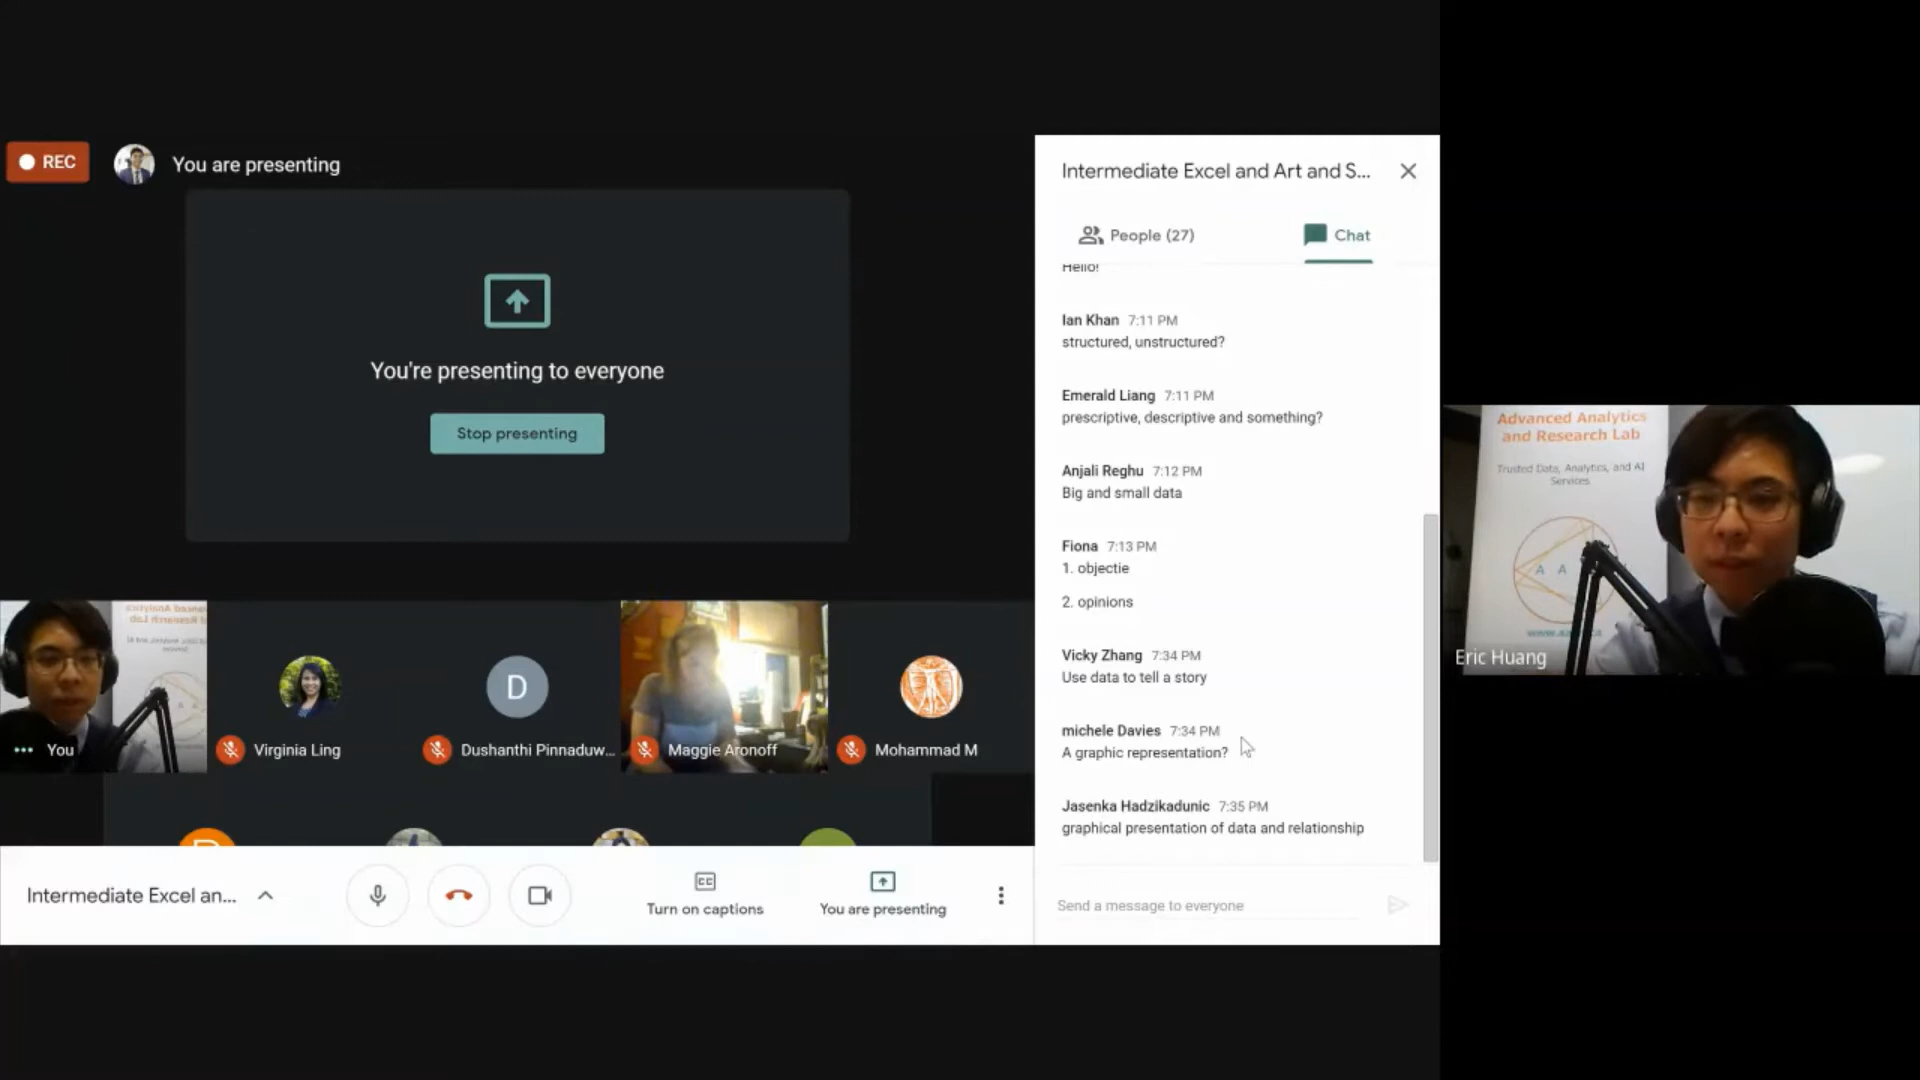 REC
You are presenting
You're presenting to everyone
Stop presenting
You
Virginia Ling
Dushanthi Pinnaduw...
Maggie Aronoff
Mohammad M
D
Intermediate Excel an...
Turn on captions
You are presenting
Intermediate Excel and Art and S...
People (27)
Chat
Hello!
Ian Khan 7:11 PM
structured, unstructured?
Emerald Liang 7:11 PM
prescriptive, descriptive and something?
Anjali Reghu 7:12 PM
Big and small data
Fiona 7:13 PM
1. objectie
2. opinions
Vicky Zhang 7:34 PM
Use data to tell a story
michele Davies 7:34 PM
A graphic representation?
Jasenka Hadzikadunic 7:35 PM
graphical presentation of data and relationship
Send a message to everyone
Advanced Analytics
and Research Lab
Trusted Data, Analytics, and AI
Services
A A
Eric Huang